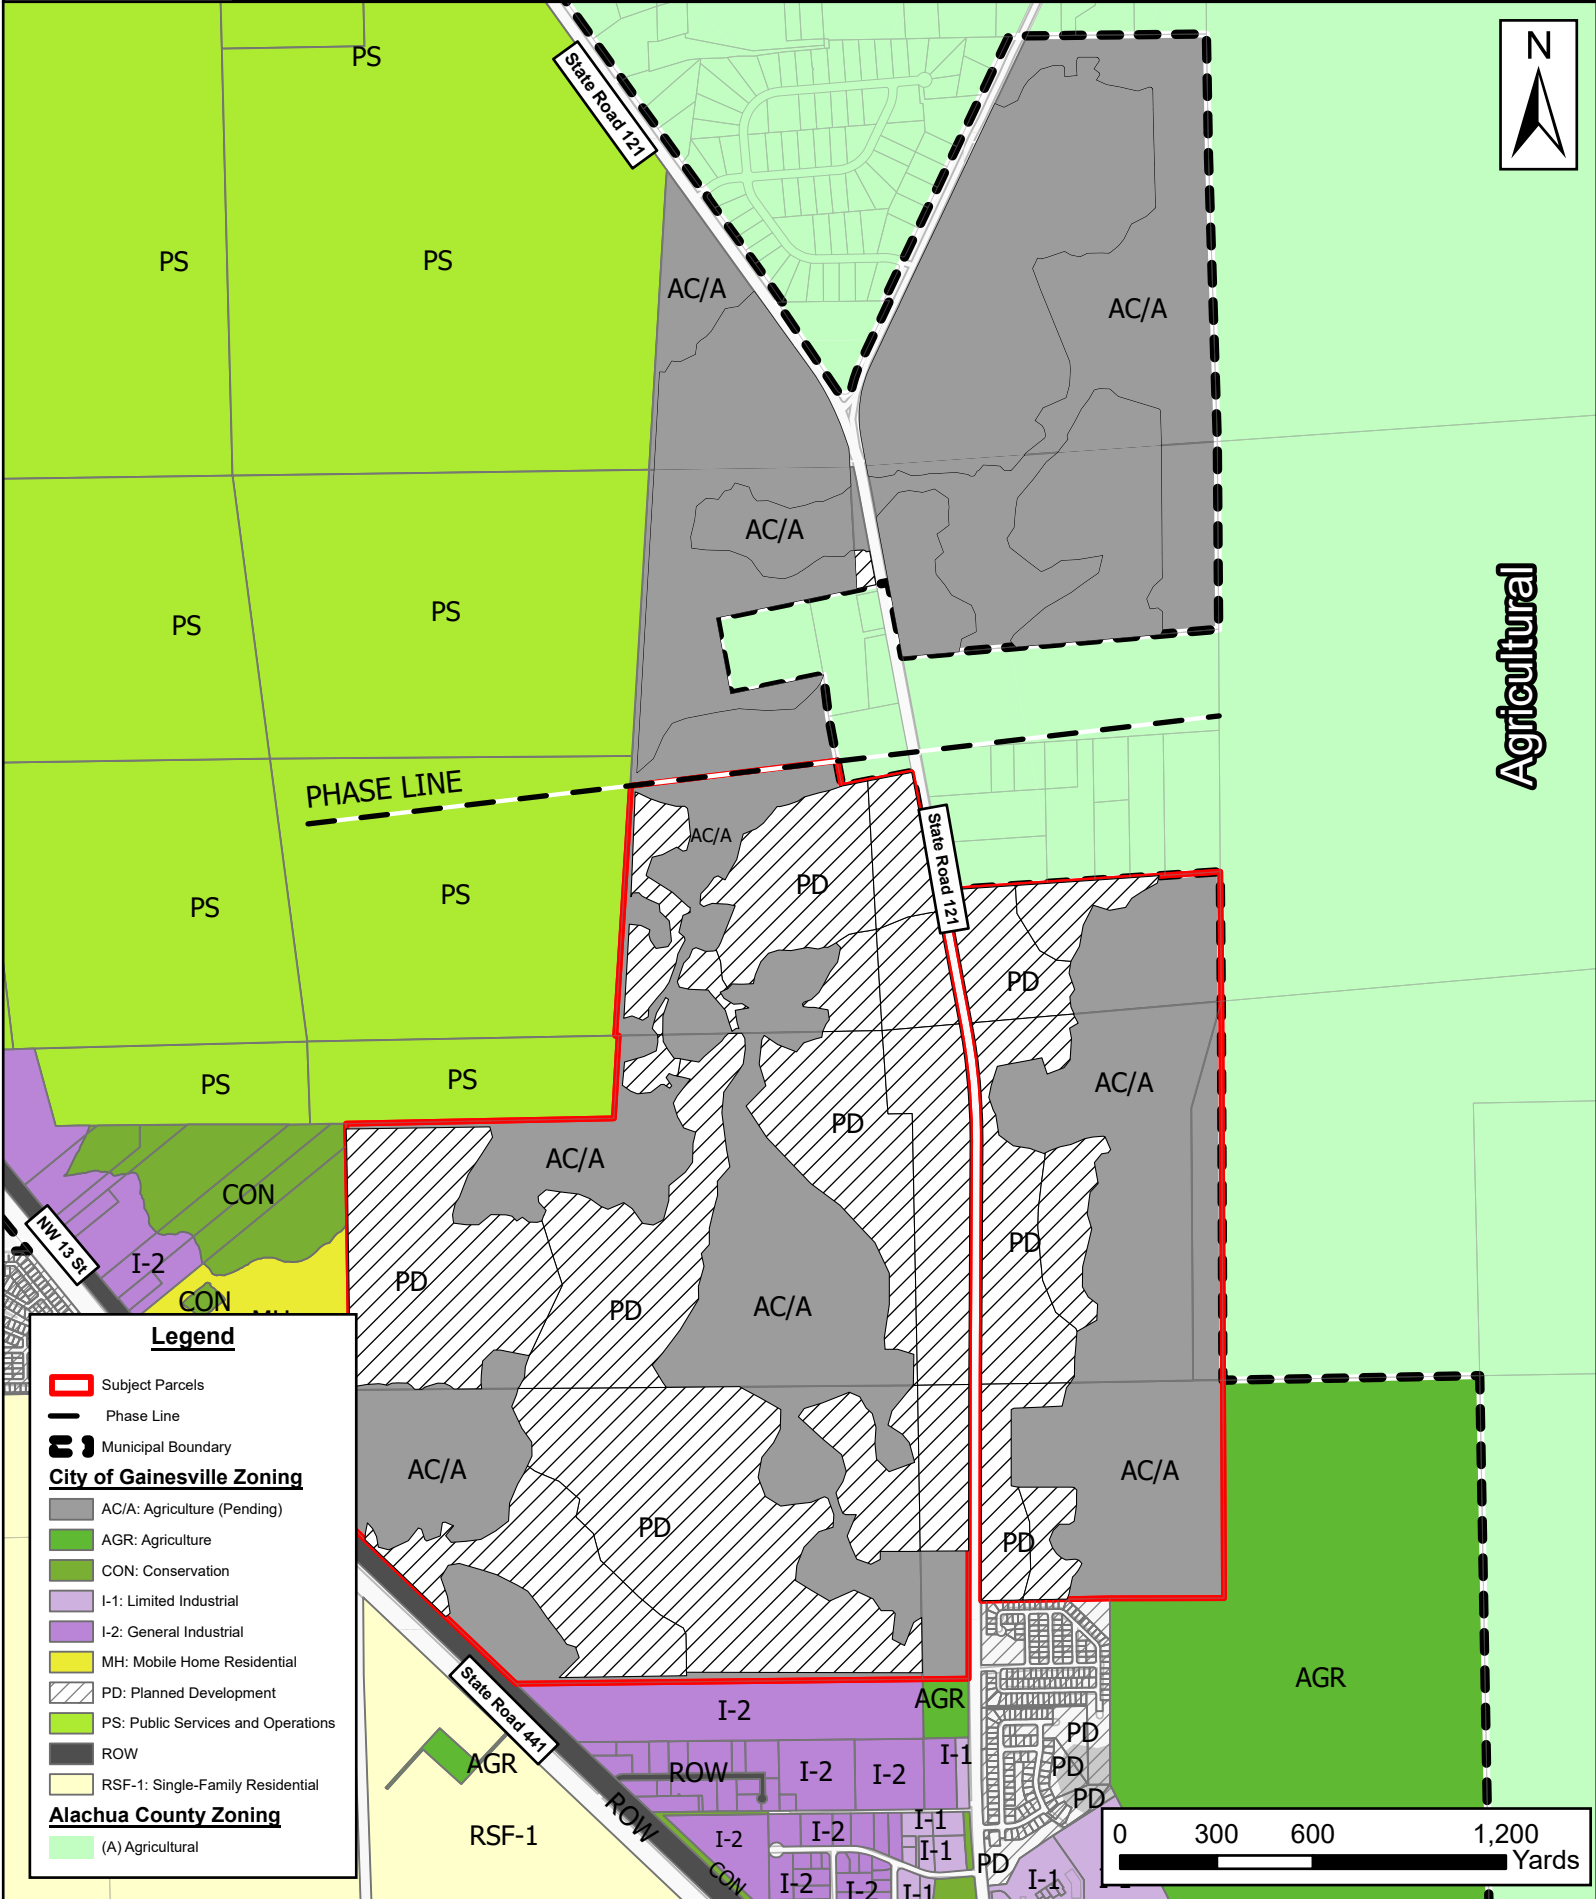 PS
State Road 121
N
PS
PS
AC/A
AC/A
AC/A
PS
PS
Agricultural
PHASE LINE
AC/A
State Road 121
PD
PS
PS
PD
PS
PS
AC/A
PD
AC/A
CON
NW 13 St
I-2
PD
PD
CON
PD
AC/A
AC/A
AC/A
PD
PD
AGR
State Road 441
I-2
AGR
PD
PD
PD
AGR
ROW
I-2
I-2
I-1
ROW
RSF-1
I-2
I-2
I-1
I-1
PD
CON
I-2
I-2
I-1
I-1
Legend
Subject Parcels
Phase Line
Municipal Boundary
City of Gainesville Zoning
AC/A: Agriculture (Pending)
AGR: Agriculture
CON: Conservation
I-1: Limited Industrial
I-2: General Industrial
MH: Mobile Home Residential
PD: Planned Development
PS: Public Services and Operations
ROW
RSF-1: Single-Family Residential
Alachua County Zoning
(A) Agricultural
0 300 600 1,200
Yards